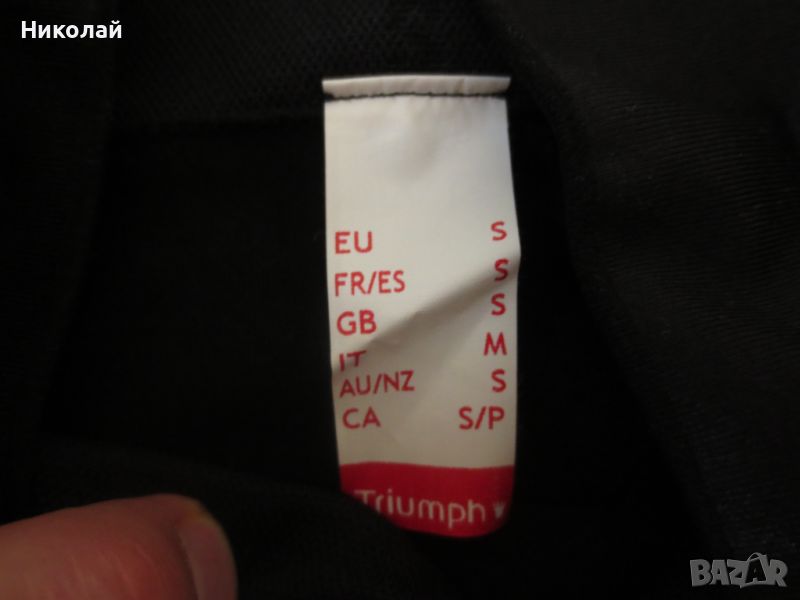 Николай
EU S
FR/ES S
GB S
IT M
AU/NZ S
CA S/P
Triumph
BAZAR